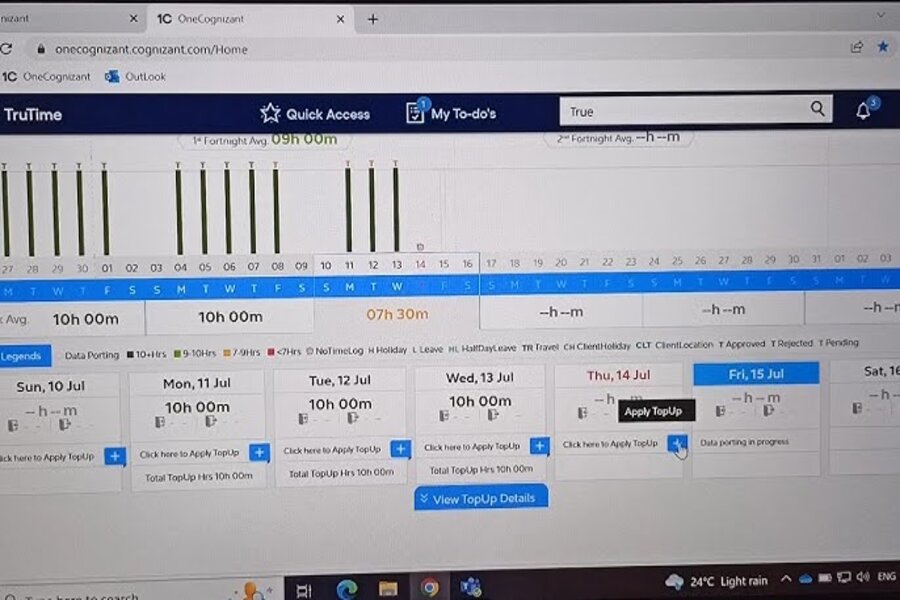 nizant
1C OneCognizant
onecognizant.cognizant.com/Home
1C OneCognizant OutLook
TruTime Quick Access 1 My To-do's True 3
1st Fortnight Avg. 09h 00m 2nd Fortnight Avg. --h --m
T T T T T T T T T T T T T
27 28 29 30 01 02 03 04 05 06 07 08 09 10 11 12 13 14 15 16 17 18 19 20 21 22 23 24 25 26 27 28 29 30 31 01 02 03
M T W T F S S M T W T F S S M T W T F S S M T W T F S S M T W T F S S M T W
Avg. 10h 00m 10h 00m 07h 30m --h --m --h --m --h --m
Legends Data Porting 10+Hrs 9-10Hrs 7-9Hrs <7Hrs NoTimeLog H Holiday L Leave HL HalfDayLeave TR Travel CH ClientHoliday CLT ClientLocation T Approved T Rejected T Pending
Sun, 10 Jul Mon, 11 Jul Tue, 12 Jul Wed, 13 Jul Thu, 14 Jul Fri, 15 Jul Sat, 16
--h --m 10h 00m 10h 00m 10h 00m --h m --h --m --h --
Apply TopUp
lick here to Apply TopUp Click here to Apply TopUp Click here to Apply TopUp Click here to Apply TopUp Click here to Apply TopUp Data porting in progress
Total TopUp Hrs 10h 00m Total TopUp Hrs 10h 00m Total TopUp Hrs 10h 00m
View TopUp Details
Type here to search 24°C Light rain ENG